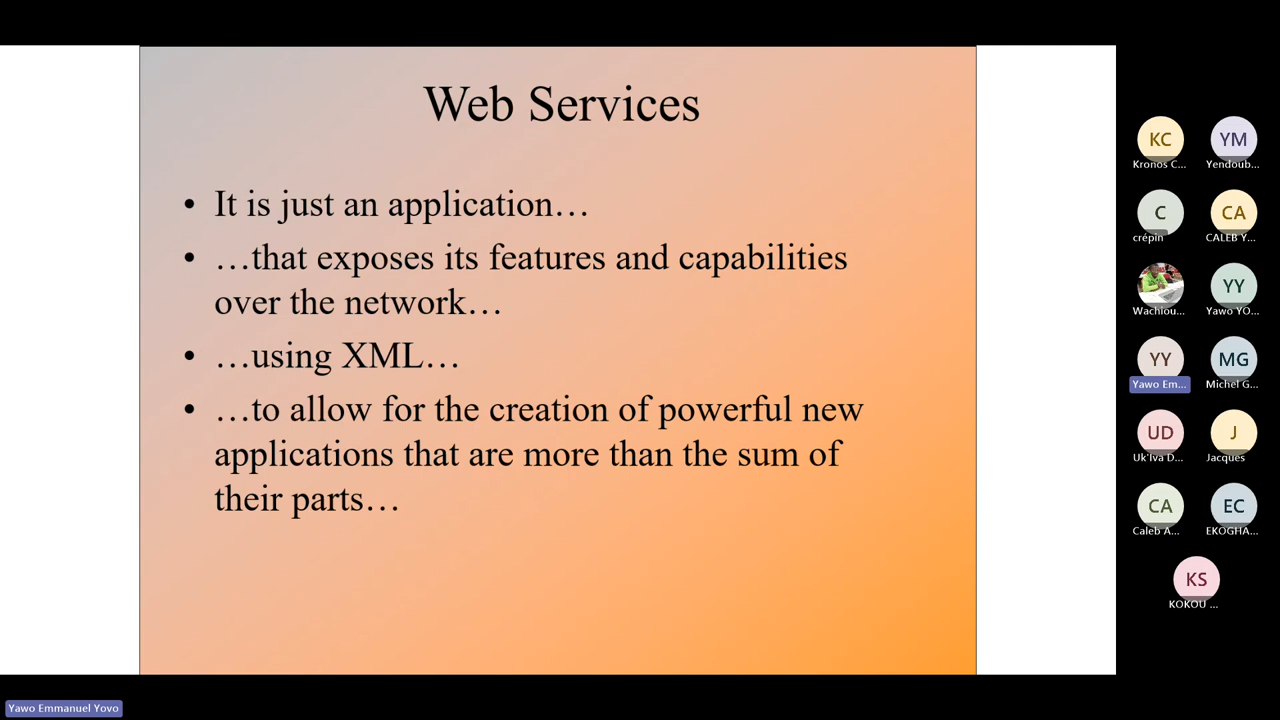 Web Services
• It is just an application…
• …that exposes its features and capabilities
over the network…
• …using XML…
• …to allow for the creation of powerful new
applications that are more than the sum of
their parts…
KC
Kronos C...
YM
Yendoub...
C
crépin
CA
CALEB Y...
Wachiou...
YY
Yawo YO...
YY
Yawo Em...
MG
Michel G...
UD
Uk'lva D...
J
Jacques
CA
Caleb A...
EC
EKOGHA...
KS
KOKOU ...
Yawo Emmanuel Yovo